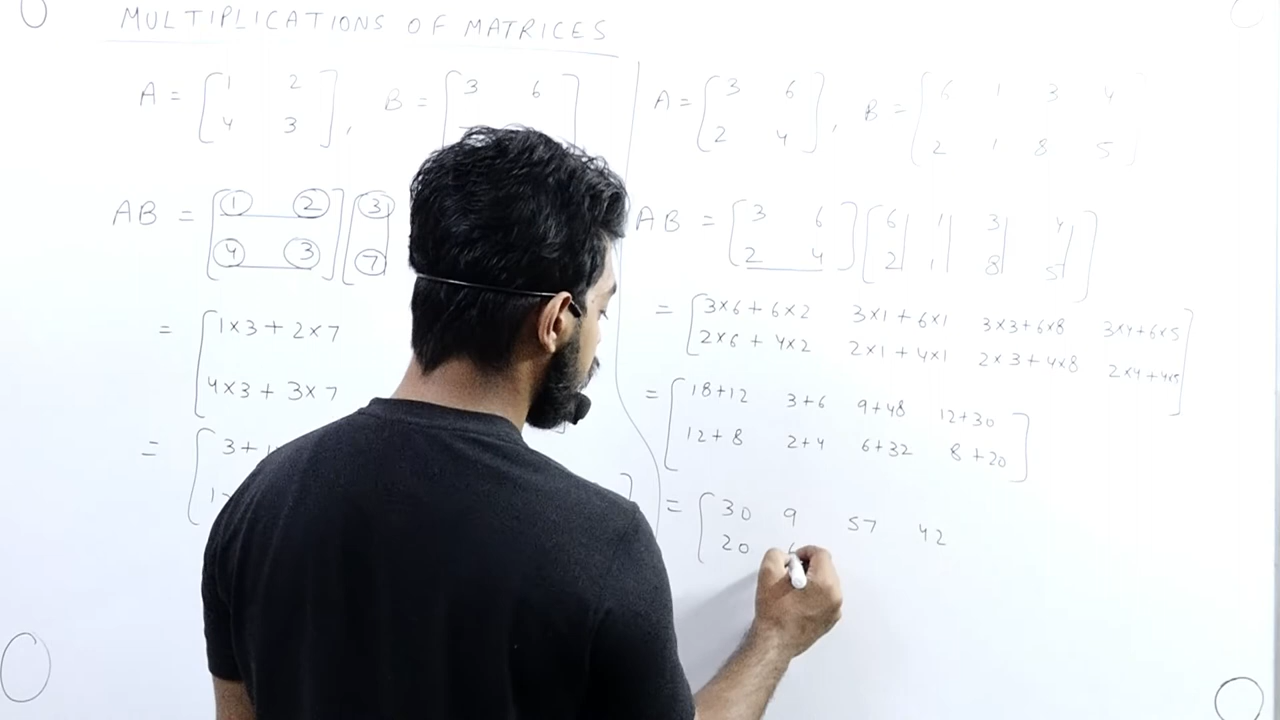 MULTIPLICATIONS OF MATRICES
A = [ 1 2
4 3 ] , B = [ 3 6
AB = [ 1 2
4 3 ] [ 3
7
= [ 1×3 + 2×7
4×3 + 3×7
= [ 3+
A = [ 3 6
2 4 ] , B = [ 6 1 3 4
2 1 8 5 ]
AB = [ 3 6
2 4 ] [ 6 1 3 4
2 1 8 5 ]
= [ 3×6 + 6×2 3×1 + 6×1 3×3+6×8 3×4+6×5
2×6 + 4×2 2×1 + 4×1 2×3+4×8 2×4+4×5 ]
= [ 18+12 3+6 9+48 12+30
12+8 2+4 6+32 8+20 ]
= [ 30 9 57 42
20